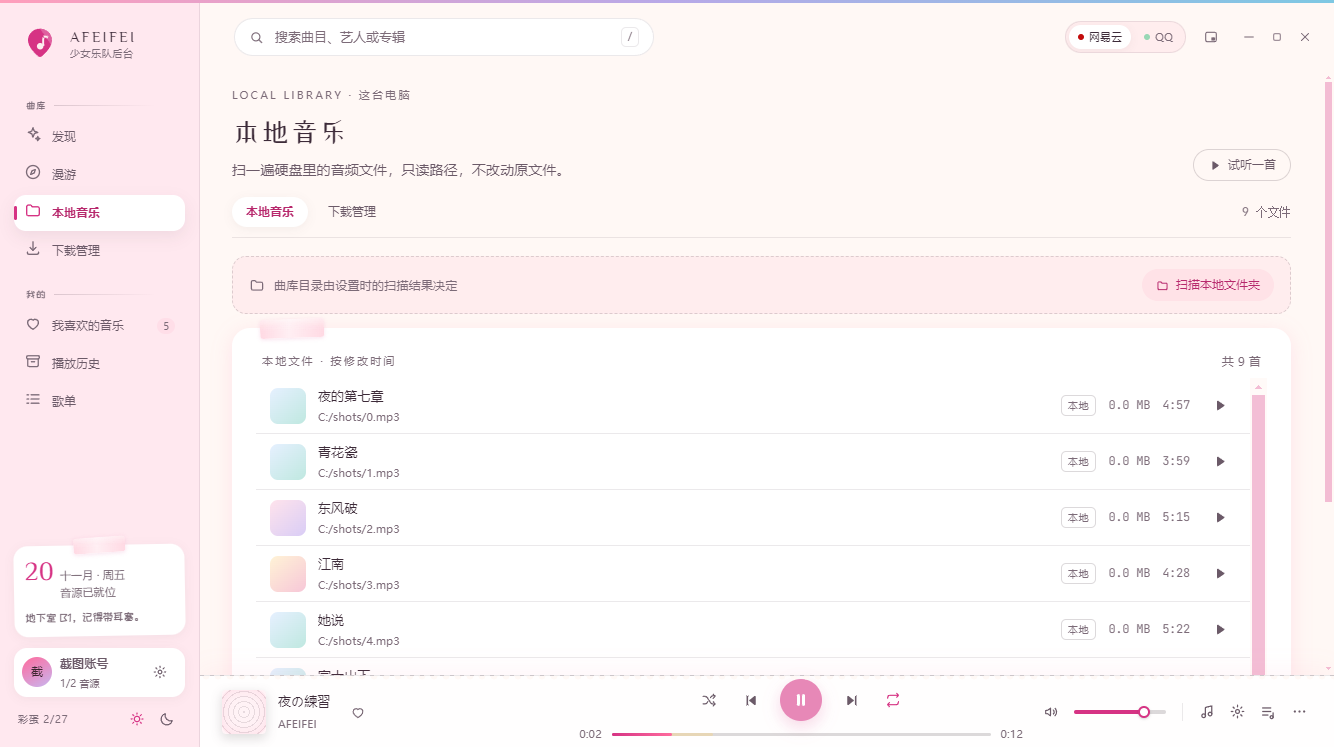 AFEIFEI
少女乐队后台
曲库
发现
漫游
本地音乐
下载管理
我的
我喜欢的音乐 5
播放历史
歌单
20 十一月 · 周五
音源已就位
地下室 B1，记得带耳塞。
截 截图账号
1/2 音源
彩蛋 2/27
搜索曲目、艺人或专辑 /
网易云 QQ
LOCAL LIBRARY · 这台电脑
本地音乐
扫一遍硬盘里的音频文件，只读路径，不改动原文件。
试听一首
本地音乐 下载管理 9 个文件
曲库目录由设置时的扫描结果决定 扫描本地文件夹
本地文件 · 按修改时间 共 9 首
夜的第七章
C:/shots/0.mp3
本地 0.0 MB 4:57
青花瓷
C:/shots/1.mp3
本地 0.0 MB 3:59
东风破
C:/shots/2.mp3
本地 0.0 MB 5:15
江南
C:/shots/3.mp3
本地 0.0 MB 4:28
她说
C:/shots/4.mp3
本地 0.0 MB 5:22
夜の練習
AFEIFEI
0:02 0:12